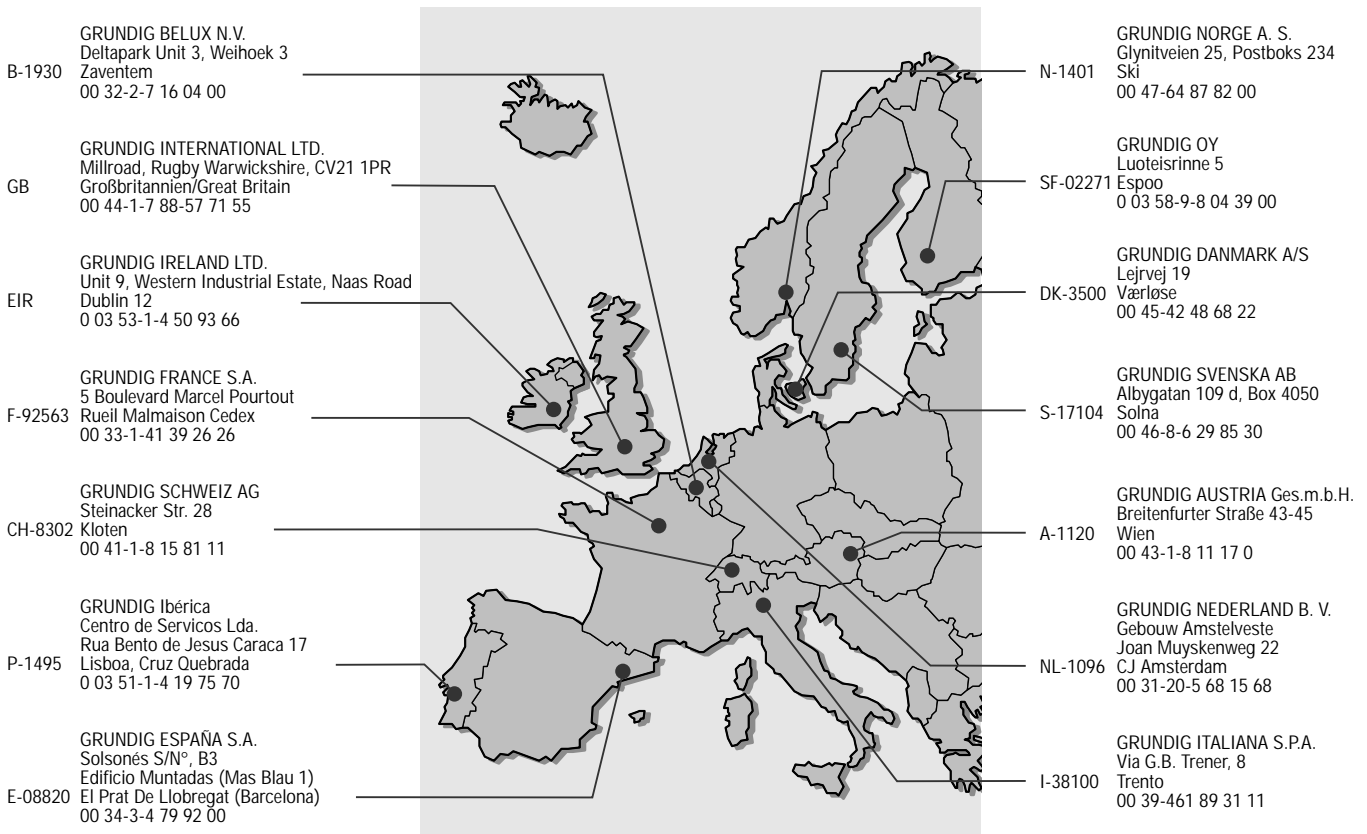 GRUNDIG BELUX N.V.
Deltapark Unit 3, Weihoek 3
B-1930 Zaventem
00 32-2-7 16 04 00
GRUNDIG INTERNATIONAL LTD.
Millroad, Rugby Warwickshire, CV21 1PR
GB Großbritannien/Great Britain
00 44-1-7 88-57 71 55
GRUNDIG IRELAND LTD.
Unit 9, Western Industrial Estate, Naas Road
EIR Dublin 12
0 03 53-1-4 50 93 66
GRUNDIG FRANCE S.A.
5 Boulevard Marcel Pourtout
F-92563 Rueil Malmaison Cedex
00 33-1-41 39 26 26
GRUNDIG SCHWEIZ AG
Steinacker Str. 28
CH-8302 Kloten
00 41-1-8 15 81 11
GRUNDIG Ibérica
Centro de Servicos Lda.
Rua Bento de Jesus Caraca 17
P-1495 Lisboa, Cruz Quebrada
0 03 51-1-4 19 75 70
GRUNDIG ESPAÑA S.A.
Solsonés S/N°, B3
Edificio Muntadas (Mas Blau 1)
E-08820 El Prat De Llobregat (Barcelona)
00 34-3-4 79 92 00
GRUNDIG NORGE A. S.
Glynitveien 25, Postboks 234
N-1401 Ski
00 47-64 87 82 00
GRUNDIG OY
Luoteisrinne 5
SF-02271 Espoo
0 03 58-9-8 04 39 00
GRUNDIG DANMARK A/S
Lejrvej 19
DK-3500 Værløse
00 45-42 48 68 22
GRUNDIG SVENSKA AB
Albygatan 109 d, Box 4050
S-17104 Solna
00 46-8-6 29 85 30
GRUNDIG AUSTRIA Ges.m.b.H.
Breitenfurter Straße 43-45
A-1120 Wien
00 43-1-8 11 17 0
GRUNDIG NEDERLAND B. V.
Gebouw Amstelveste
Joan Muyskenweg 22
NL-1096 CJ Amsterdam
00 31-20-5 68 15 68
GRUNDIG ITALIANA S.P.A.
Via G.B. Trener, 8
I-38100 Trento
00 39-461 89 31 11